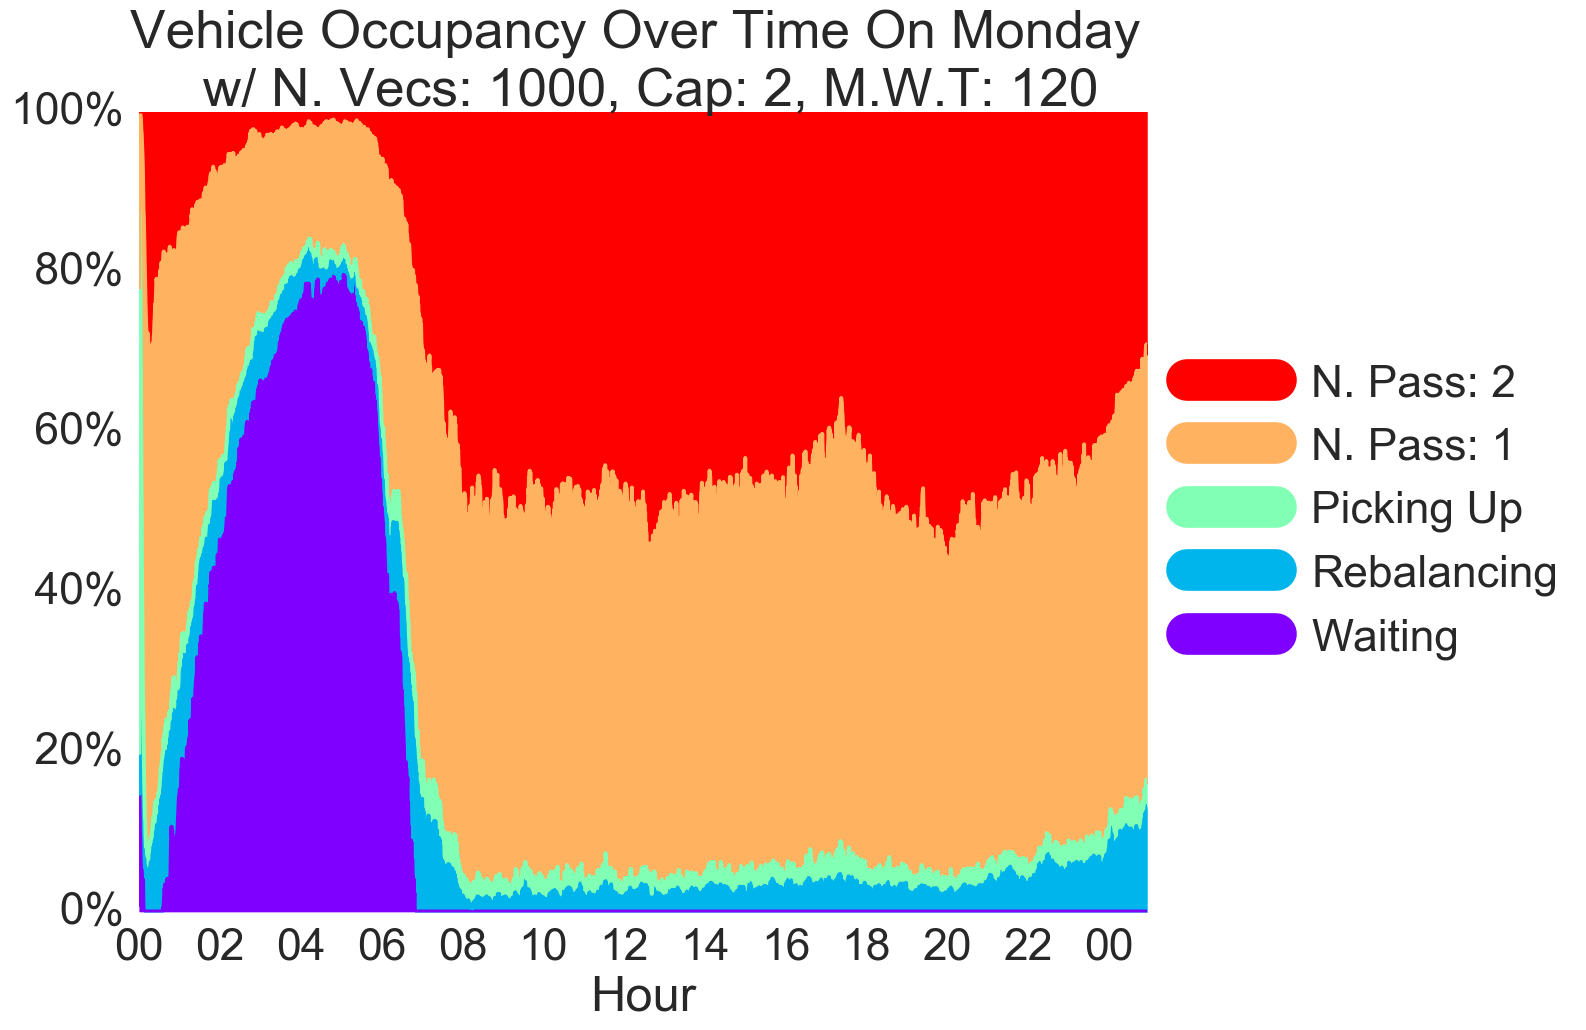 Vehicle Occupancy Over Time On Monday
w/ N. Vecs: 1000, Cap: 2, M.W.T: 120
100%
80%
60%
40%
20%
0%
00 02 04 06 08 10 12 14 16 18 20 22 00
Hour
N. Pass: 2
N. Pass: 1
Picking Up
Rebalancing
Waiting